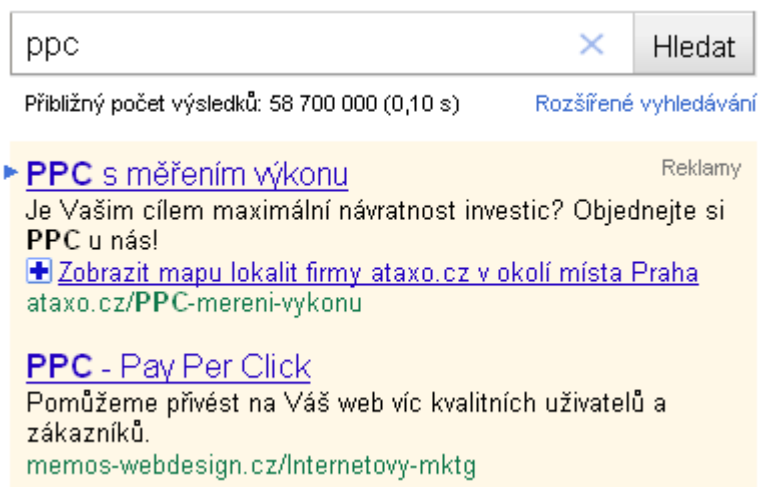 ppc
Hledat
Přibližný počet výsledků: 58 700 000 (0,10 s)
Rozšířené vyhledávání
PPC s měřením výkonu
Reklamy
Je Vašim cílem maximální návratnost investic? Objednejte si
PPC u nás!
Zobrazit mapu lokalit firmy ataxo.cz v okolí místa Praha
ataxo.cz/PPC-mereni-vykonu
PPC - Pay Per Click
Pomůžeme přivést na Váš web víc kvalitních uživatelů a
zákazníků.
memos-webdesign.cz/Internetovy-mktg